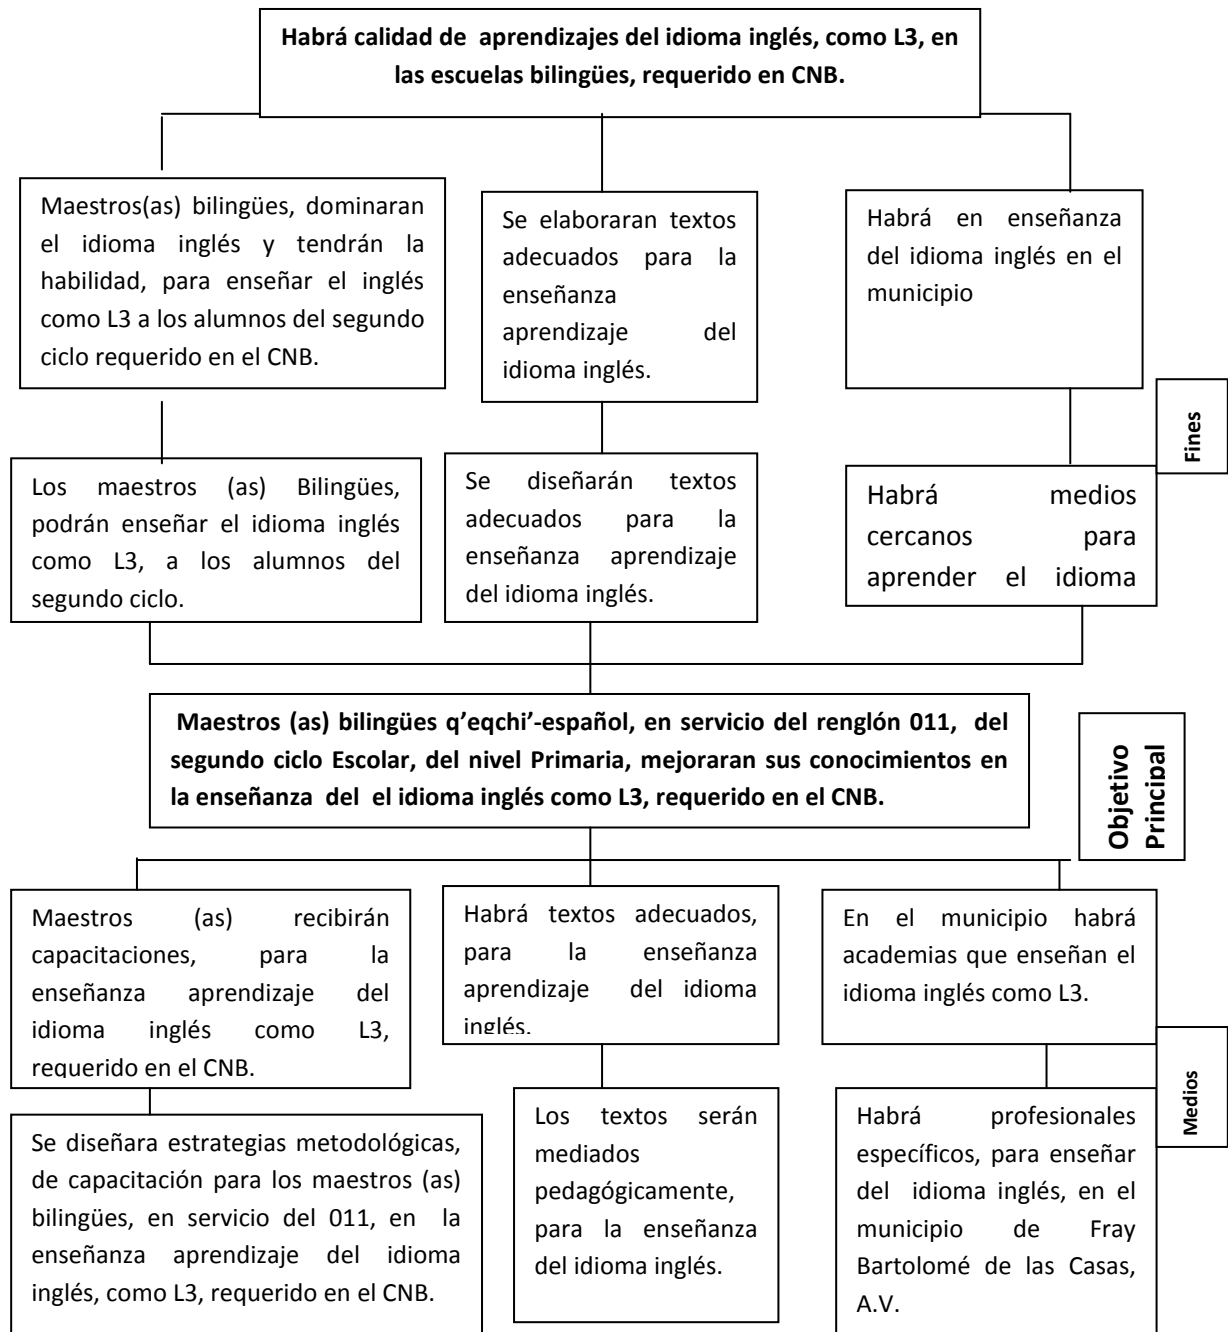 Habrá calidad de aprendizajes del idioma inglés, como L3, en
las escuelas bilingües, requerido en CNB.
Maestros(as) bilingües, dominaran
el idioma inglés y tendrán la
habilidad, para enseñar el inglés
como L3 a los alumnos del segundo
ciclo requerido en el CNB.
Se elaboraran textos
adecuados para la
enseñanza
aprendizaje del
idioma inglés.
Habrá en enseñanza
del idioma inglés en el
municipio
Fines
Los maestros (as) Bilingües,
podrán enseñar el idioma inglés
como L3, a los alumnos del
segundo ciclo.
Se diseñarán textos
adecuados para la
enseñanza aprendizaje
del idioma inglés.
Habrá medios
cercanos para
aprender el idioma
Maestros (as) bilingües q’eqchi’-español, en servicio del renglón 011, del
segundo ciclo Escolar, del nivel Primaria, mejoraran sus conocimientos en
la enseñanza del el idioma inglés como L3, requerido en el CNB.
Objetivo
Principal
Maestros (as) recibirán
capacitaciones, para la
enseñanza aprendizaje del
idioma inglés como L3,
requerido en el CNB.
Habrá textos adecuados,
para la enseñanza
aprendizaje del idioma
inglés.
En el municipio habrá
academias que enseñan el
idioma inglés como L3.
Medios
Se diseñara estrategias metodológicas,
de capacitación para los maestros (as)
bilingües, en servicio del 011, en la
enseñanza aprendizaje del idioma
inglés, como L3, requerido en el CNB.
Los textos serán
mediados
pedagógicamente,
para la enseñanza
del idioma inglés.
Habrá profesionales
específicos, para enseñar
del idioma inglés, en el
municipio de Fray
Bartolomé de las Casas,
A.V.